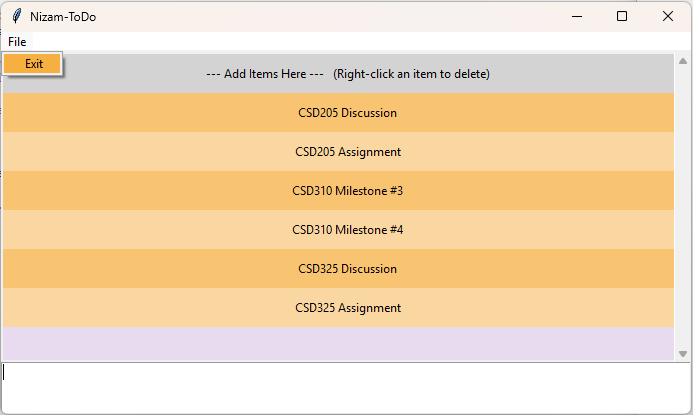 Nizam-ToDo
File
Exit
--- Add Items Here --- (Right-click an item to delete)
CSD205 Discussion
CSD205 Assignment
CSD310 Milestone #3
CSD310 Milestone #4
CSD325 Discussion
CSD325 Assignment